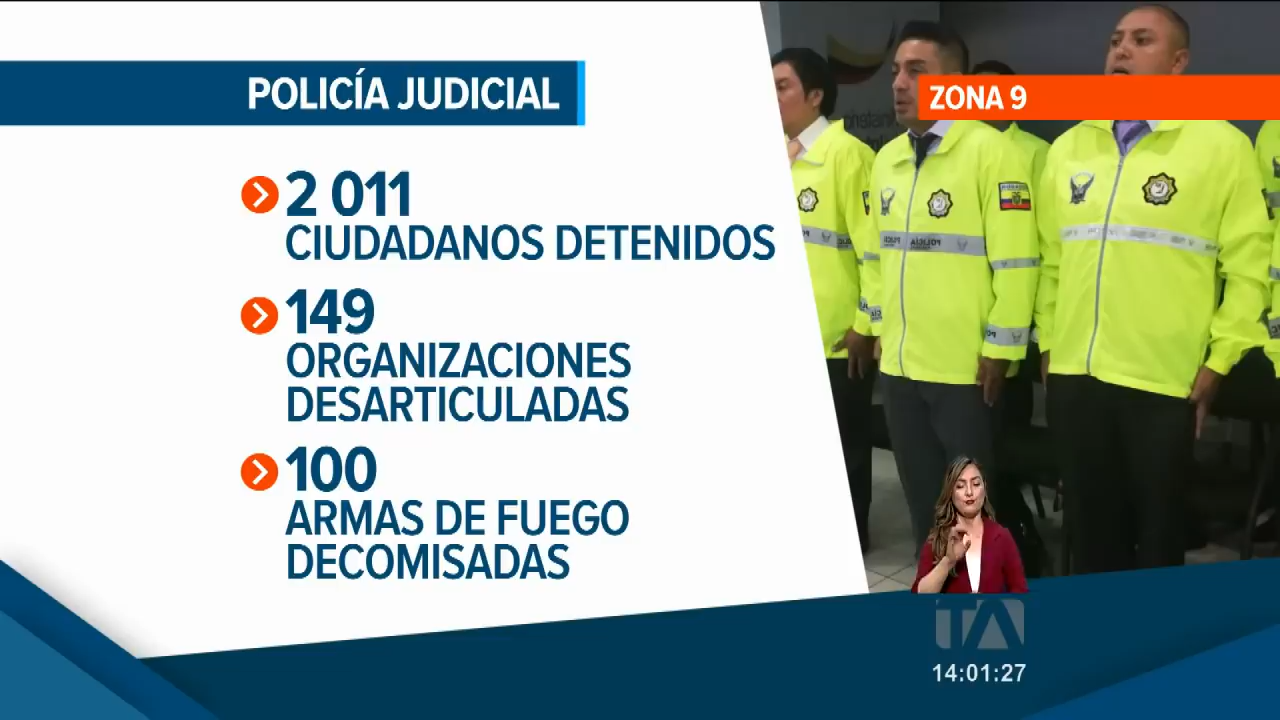 POLICÍA JUDICIAL
ZONA 9
2 011
CIUDADANOS DETENIDOS
149
ORGANIZACIONES
DESARTICULADAS
100
ARMAS DE FUEGO
DECOMISADAS
TA
14:01:27